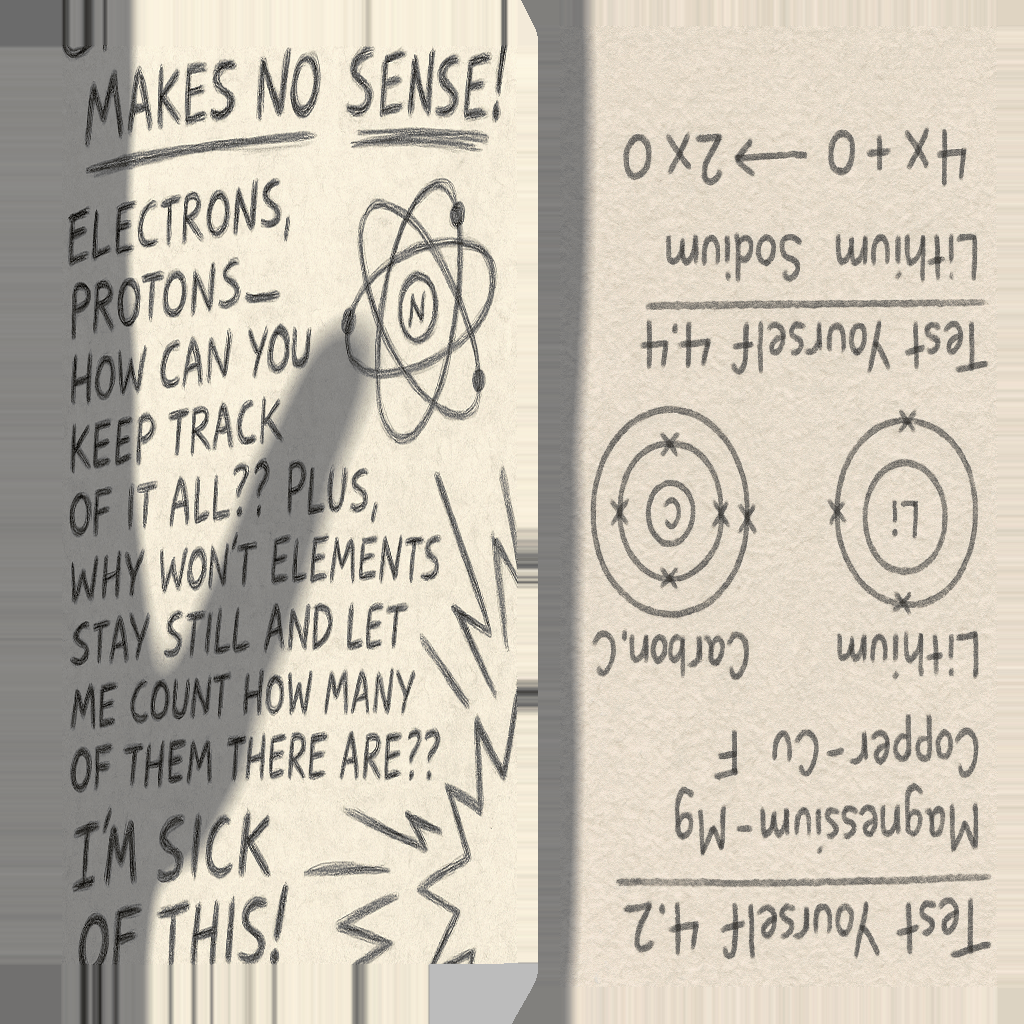 MAKES NO SENSE!
ELECTRONS,
PROTONS—
HOW CAN YOU
KEEP TRACK
OF IT ALL?? PLUS,
WHY WON'T ELEMENTS
STAY STILL AND LET
ME COUNT HOW MANY
OF THEM THERE ARE??
I'M SICK
OF THIS!
N
Test Yourself 4.2
Magnessium-Mg
Copper-Cu F
Lithium Carbon,C
Li C
Test Yourself 4.4
Lithium Sodium
4x + O → 2x O